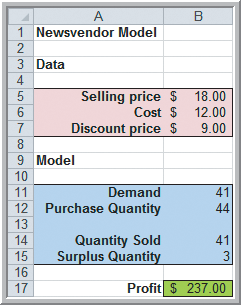 A B
1 Newsvendor Model
2
3 Data
4
5 Selling price $ 18.00
6 Cost $ 12.00
7 Discount price $ 9.00
8
9 Model
10
11 Demand 41
12 Purchase Quantity 44
13
14 Quantity Sold 41
15 Surplus Quantity 3
16
17 Profit $ 237.00